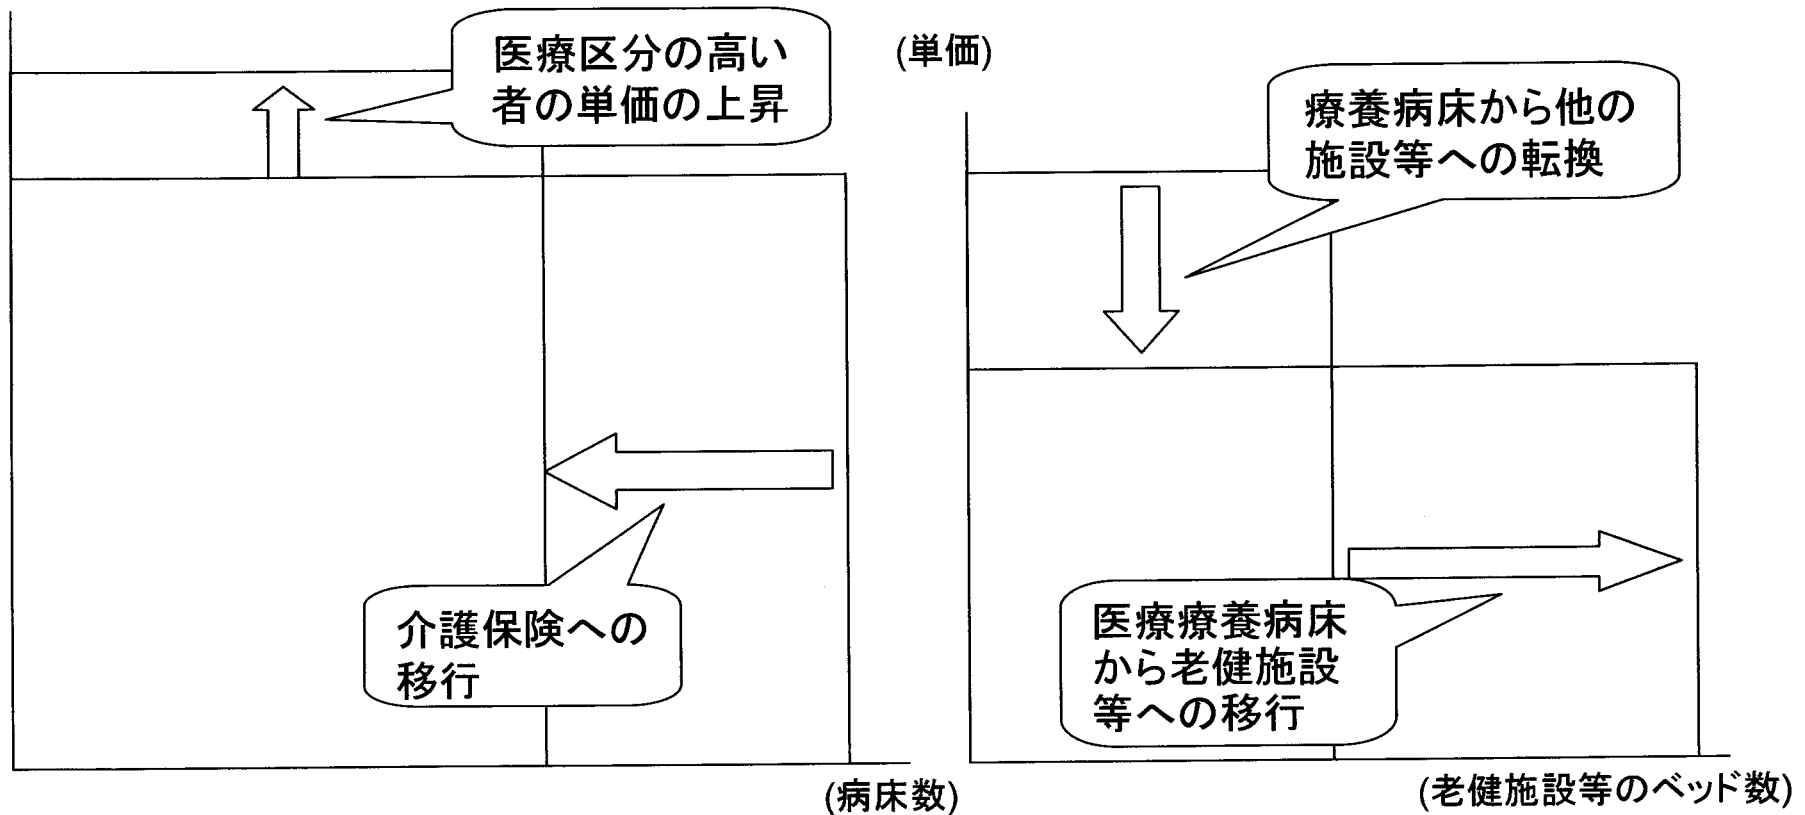 医療区分の高い
者の単価の上昇
介護保険への
移行
(病床数)
(単価)
療養病床から他の
施設等への転換
医療療養病床
から老健施設
等への移行
(老健施設等のベッド数)